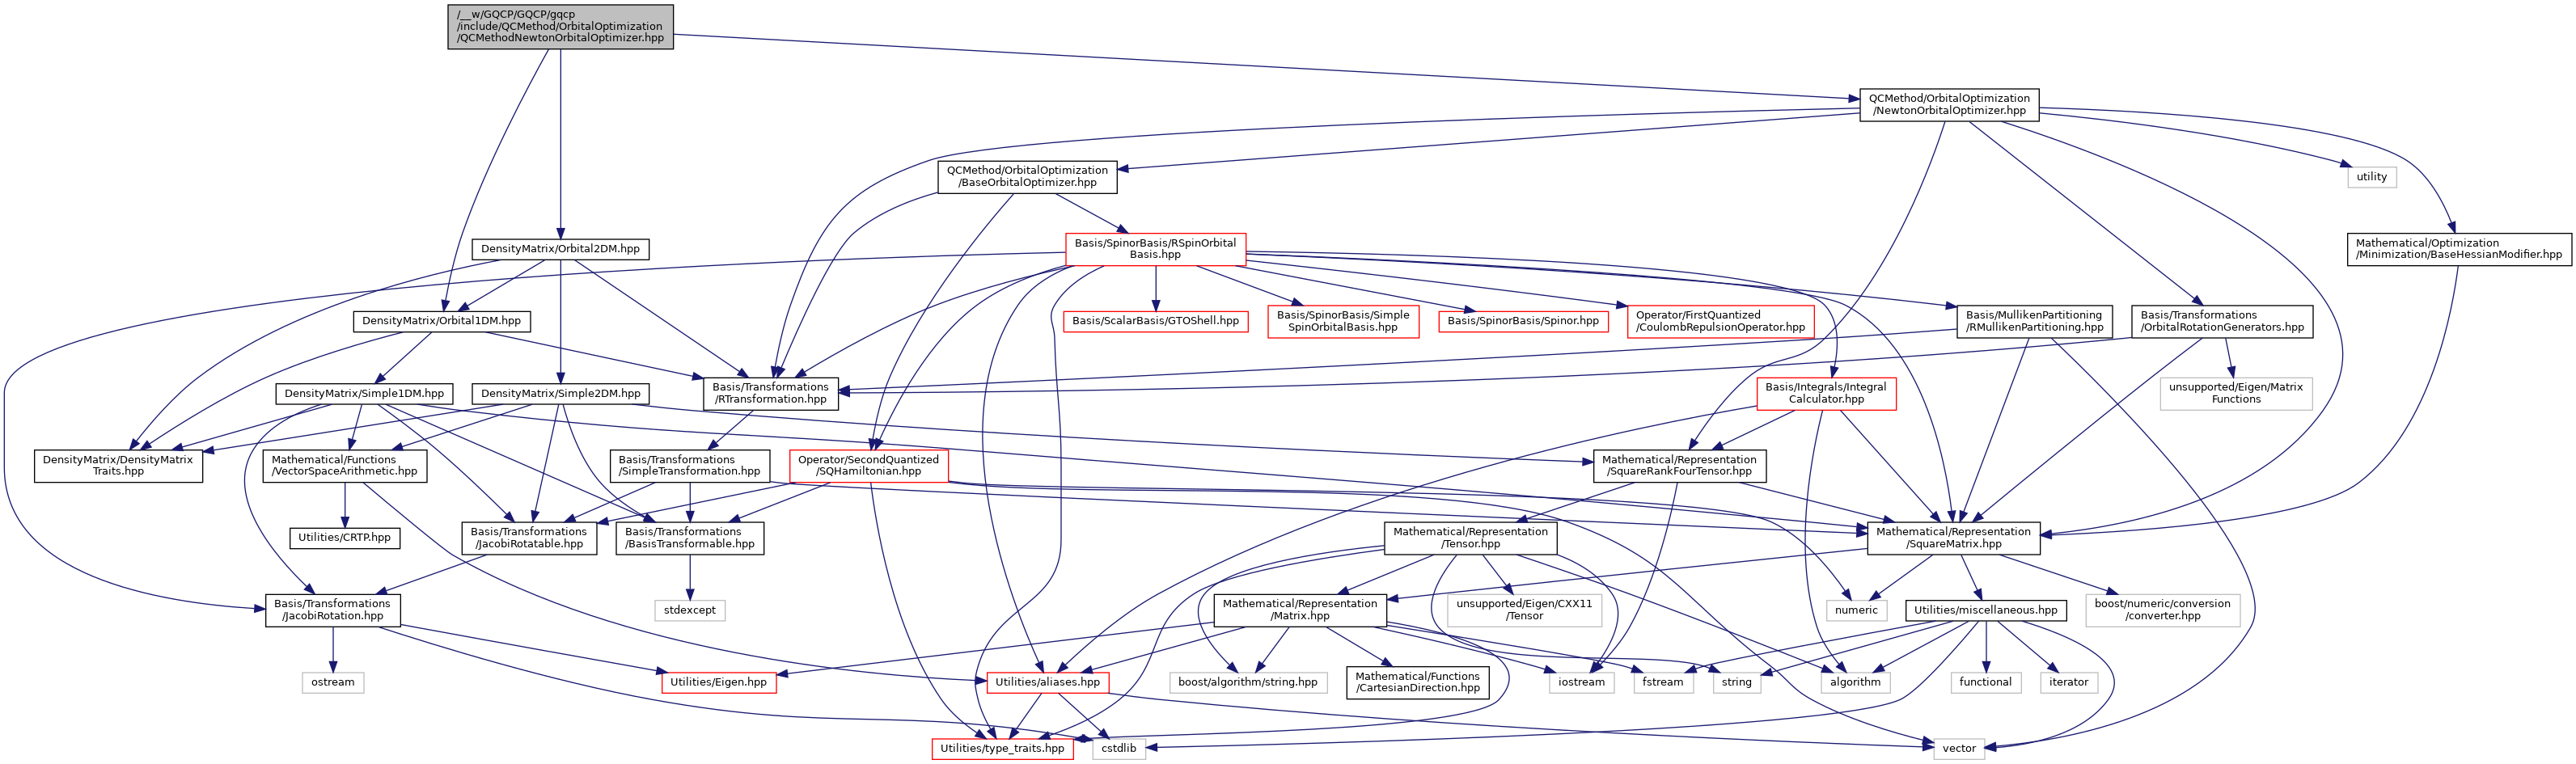 /__w/GQCP/GQCP/gqcp
/include/QCMethod/OrbitalOptimization
/QCMethodNewtonOrbitalOptimizer.hpp
QCMethod/OrbitalOptimization
/NewtonOrbitalOptimizer.hpp
QCMethod/OrbitalOptimization
/BaseOrbitalOptimizer.hpp
utility
DensityMatrix/Orbital2DM.hpp
Basis/SpinorBasis/RSpinOrbital
Basis.hpp
Mathematical/Optimization
/Minimization/BaseHessianModifier.hpp
DensityMatrix/Orbital1DM.hpp
Basis/ScalarBasis/GTOShell.hpp
Basis/SpinorBasis/Simple
SpinOrbitalBasis.hpp
Basis/SpinorBasis/Spinor.hpp
Operator/FirstQuantized
/CoulombRepulsionOperator.hpp
Basis/MullikenPartitioning
/RMullikenPartitioning.hpp
Basis/Transformations
/OrbitalRotationGenerators.hpp
DensityMatrix/Simple1DM.hpp
DensityMatrix/Simple2DM.hpp
Basis/Transformations
/RTransformation.hpp
Basis/Integrals/Integral
Calculator.hpp
unsupported/Eigen/Matrix
Functions
DensityMatrix/DensityMatrix
Traits.hpp
Mathematical/Functions
/VectorSpaceArithmetic.hpp
Basis/Transformations
/SimpleTransformation.hpp
Operator/SecondQuantized
/SQHamiltonian.hpp
Mathematical/Representation
/SquareRankFourTensor.hpp
Utilities/CRTP.hpp
Basis/Transformations
/JacobiRotatable.hpp
Basis/Transformations
/BasisTransformable.hpp
Mathematical/Representation
/Tensor.hpp
Mathematical/Representation
/SquareMatrix.hpp
Basis/Transformations
/JacobiRotation.hpp
stdexcept
Mathematical/Representation
/Matrix.hpp
unsupported/Eigen/CXX11
/Tensor
numeric
Utilities/miscellaneous.hpp
boost/numeric/conversion
/converter.hpp
ostream
Utilities/Eigen.hpp
Utilities/aliases.hpp
boost/algorithm/string.hpp
Mathematical/Functions
/CartesianDirection.hpp
iostream
fstream
string
algorithm
functional
iterator
Utilities/type_traits.hpp
cstdlib
vector